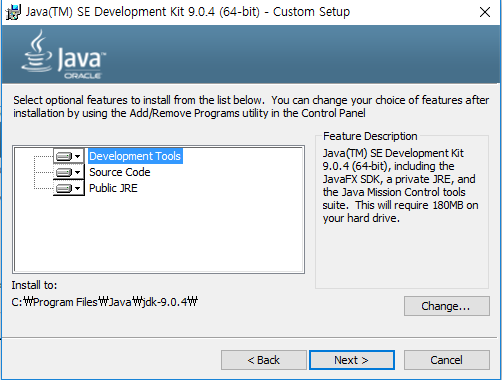 Java(TM) SE Development Kit 9.0.4 (64-bit) - Custom Setup
Java™
ORACLE
Select optional features to install from the list below. You can change your choice of features after
installation by using the Add/Remove Programs utility in the Control Panel
Development Tools
Source Code
Public JRE
Feature Description
Java(TM) SE Development Kit
9.0.4 (64-bit), including the
JavaFX SDK, a private JRE, and
the Java Mission Control tools
suite. This will require 180MB on
your hard drive.
Install to:
C:₩Program Files₩Java₩jdk-9.0.4₩
Change...
< Back
Next >
Cancel